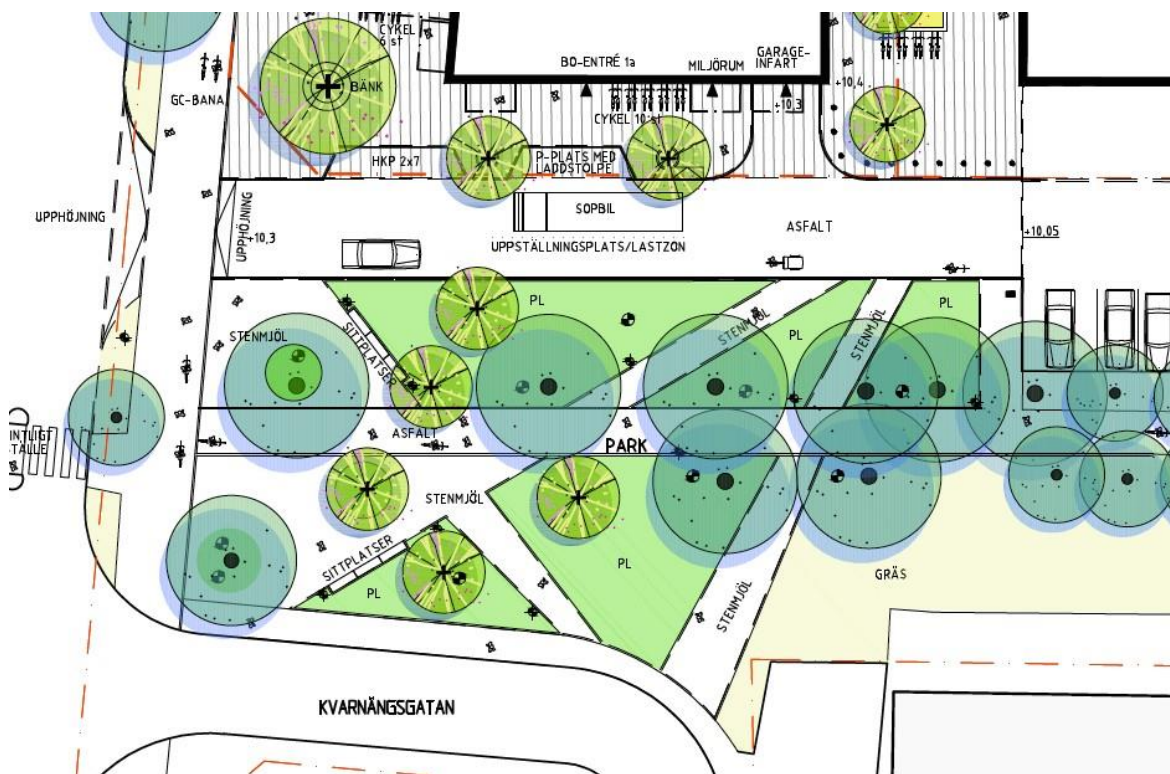 CYKEL
6 st
BÄNK
GC-BANA
BO-ENTRÉ 1a
MILJÖRUM
GARAGE-
INFART
+10,4
+10,3
CYKEL 10 st
HKP 2x7
P-PLATS MED
LADDSTOLPE
UPPHÖJNING
UPPHÖJNING
+10,3
SOPBIL
UPPSTÄLLNINGSPLATS/LASTZON
ASFALT
+10,05
STENMJÖL
SITTPLATSER
PL
STENMJÖL
PL
STENMJÖL
PL
ASFALT
PARK
STENMJÖL
SITTPLATSER
PL
PL
STENMJÖL
GRÄS
KVARNÄNGSGATAN